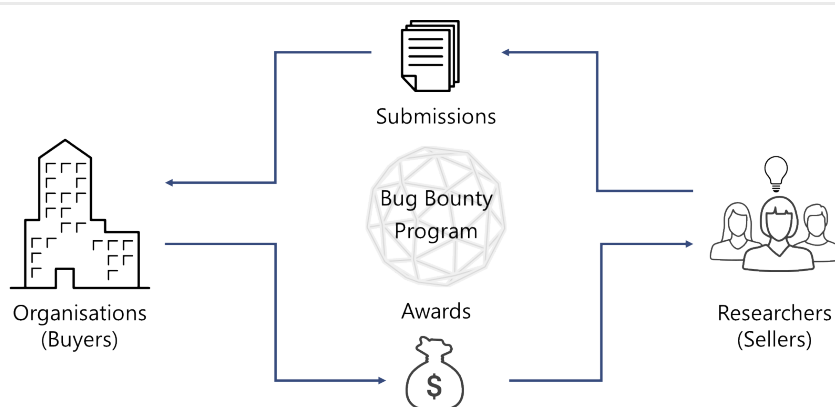 Submissions
Bug Bounty
Program
Organisations
(Buyers)
Awards
Researchers
(Sellers)
$